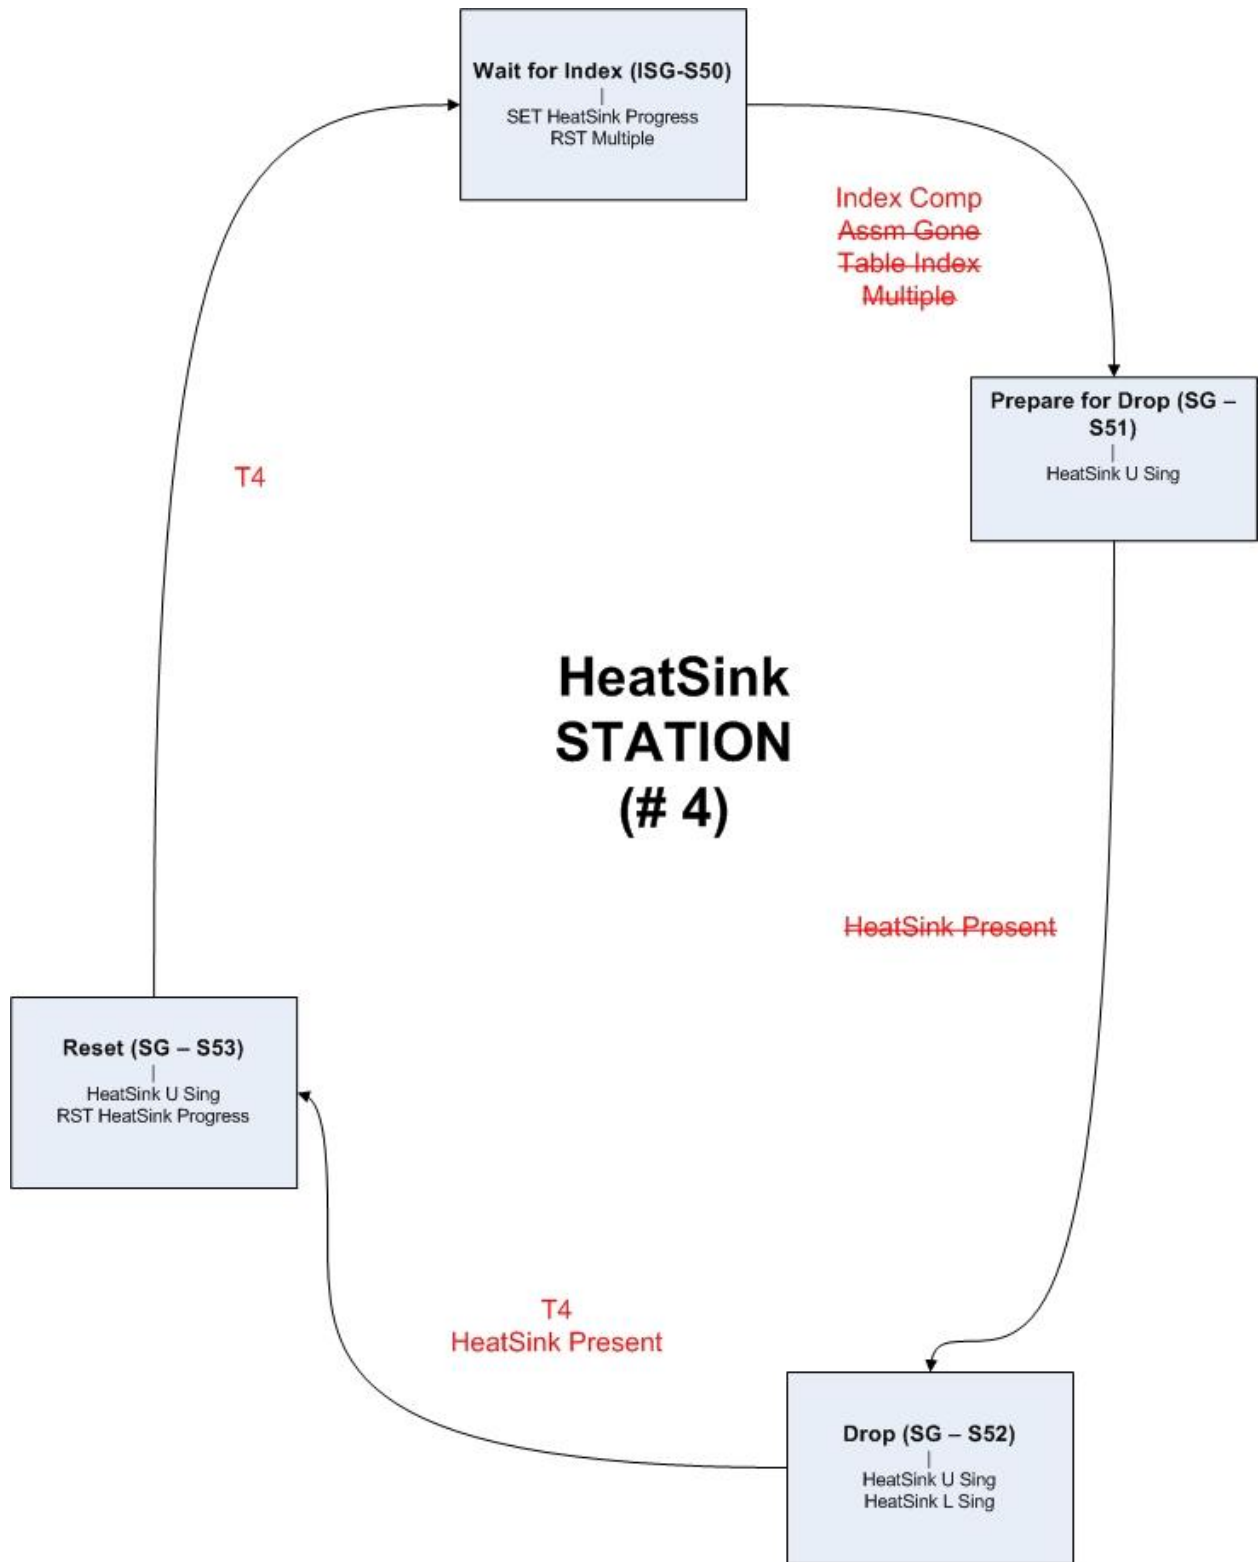 Wait for Index (ISG-S50)
|
SET HeatSink Progress
RST Multiple
Index Comp
Assm Gone
Table Index
Multiple
Prepare for Drop (SG –
S51)
|
HeatSink U Sing
T4
HeatSink
STATION
(# 4)
HeatSink Present
Reset (SG – S53)
|
HeatSink U Sing
RST HeatSink Progress
T4
HeatSink Present
Drop (SG – S52)
|
HeatSink U Sing
HeatSink L Sing